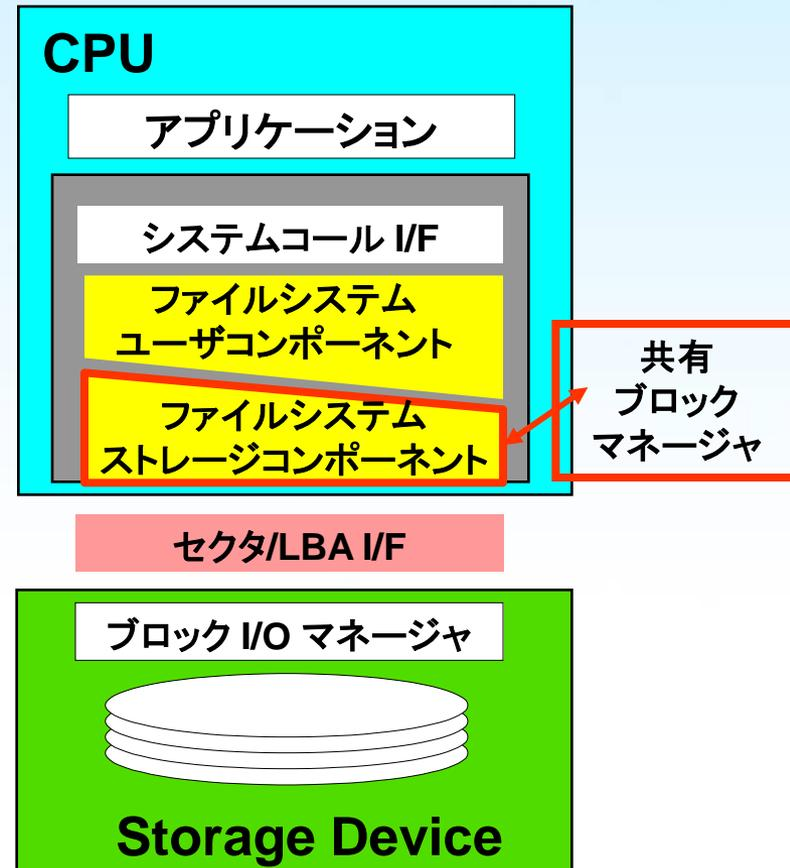 CPU
アプリケーション
システムコール I/F
ファイルシステム
ユーザコンポーネント
ファイルシステム
ストレージコンポーネント
共有
ブロック
マネージャ
セクタ/LBA I/F
ブロック I/O マネージャ
Storage Device